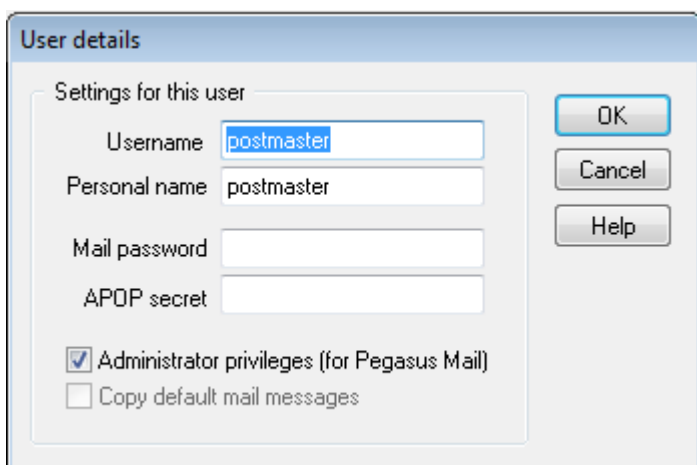 User details
Settings for this user
Username postmaster
Personal name postmaster
Mail password
APOP secret
Administrator privileges (for Pegasus Mail)
Copy default mail messages
OK
Cancel
Help